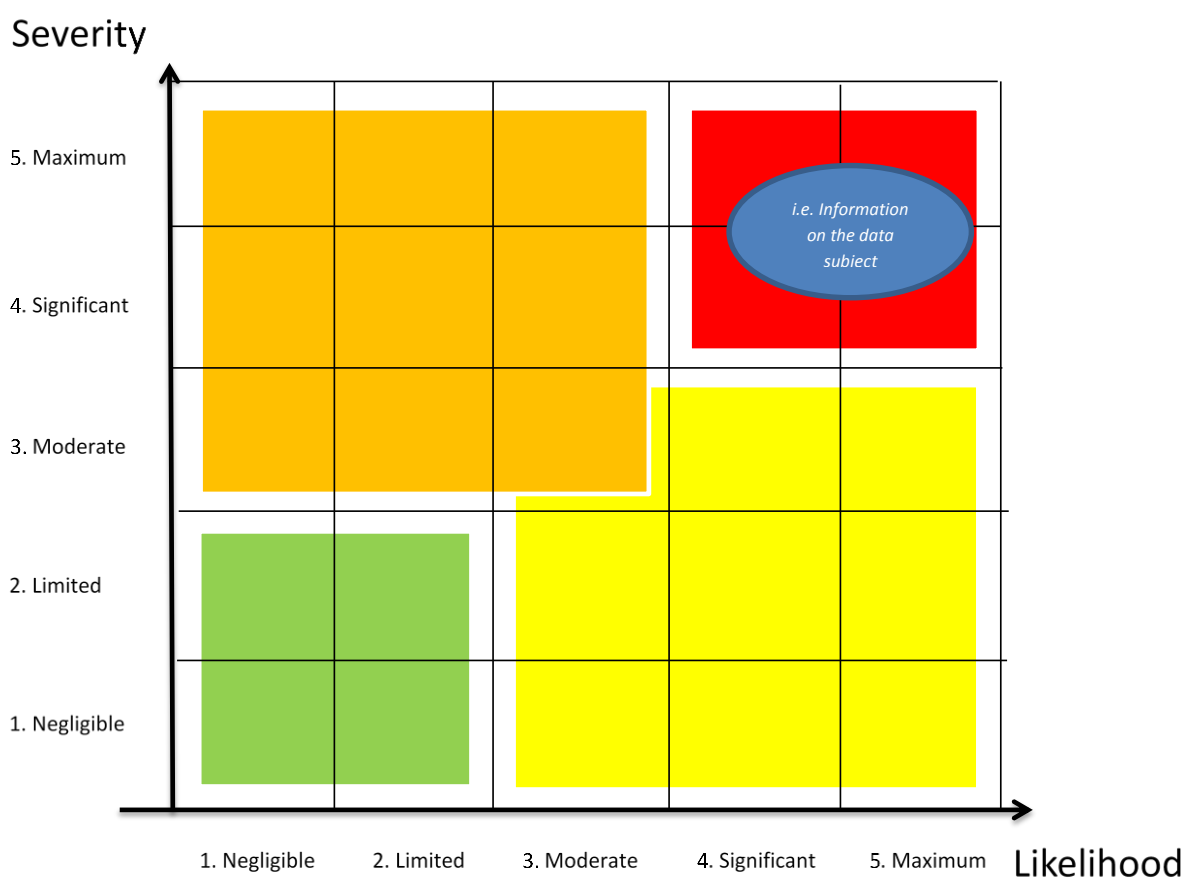 Severity
5. Maximum
i.e. Information
on the data
subiect
4. Significant
3. Moderate
2. Limited
1. Negligible
1. Negligible
2. Limited
3. Moderate
4. Significant
5. Maximum
Likelihood